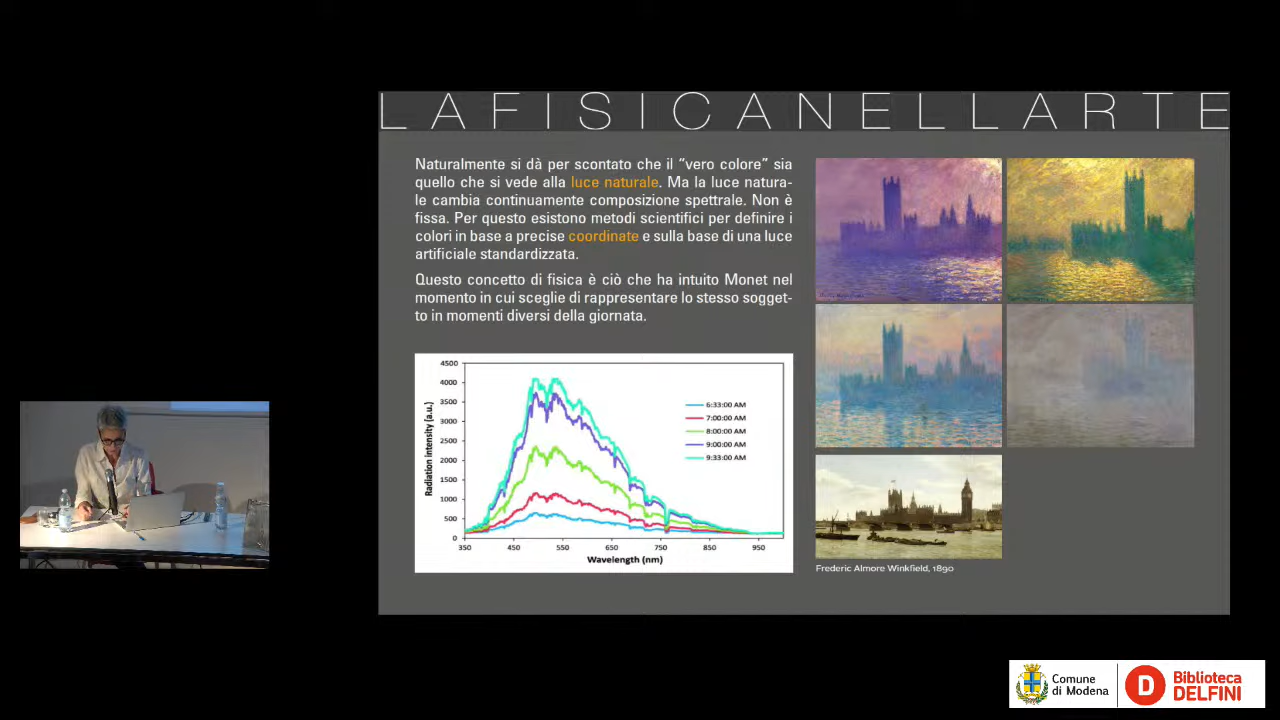 LAFISICANELLARTE
Naturalmente si dà per scontato che il “vero colore” sia
quello che si vede alla luce naturale. Ma la luce natura-
le cambia continuamente composizione spettrale. Non è
fissa. Per questo esistono metodi scientifici per definire i
colori in base a precise coordinate e sulla base di una luce
artificiale standardizzata.
Questo concetto di fisica è ciò che ha intuito Monet nel
momento in cui sceglie di rappresentare lo stesso sogget-
to in momenti diversi della giornata.
Radiation intensity (a.u.)
4500
4000
3500
3000
2500
2000
1500
1000
500
0
350 450 550 650 750 850 950
Wavelength (nm)
6:33:00 AM
7:00:00 AM
8:00:00 AM
9:00:00 AM
9:33:00 AM
Frederic Almore Winkfield, 1890
Comune
di Modena
D
Biblioteca
DELFINI